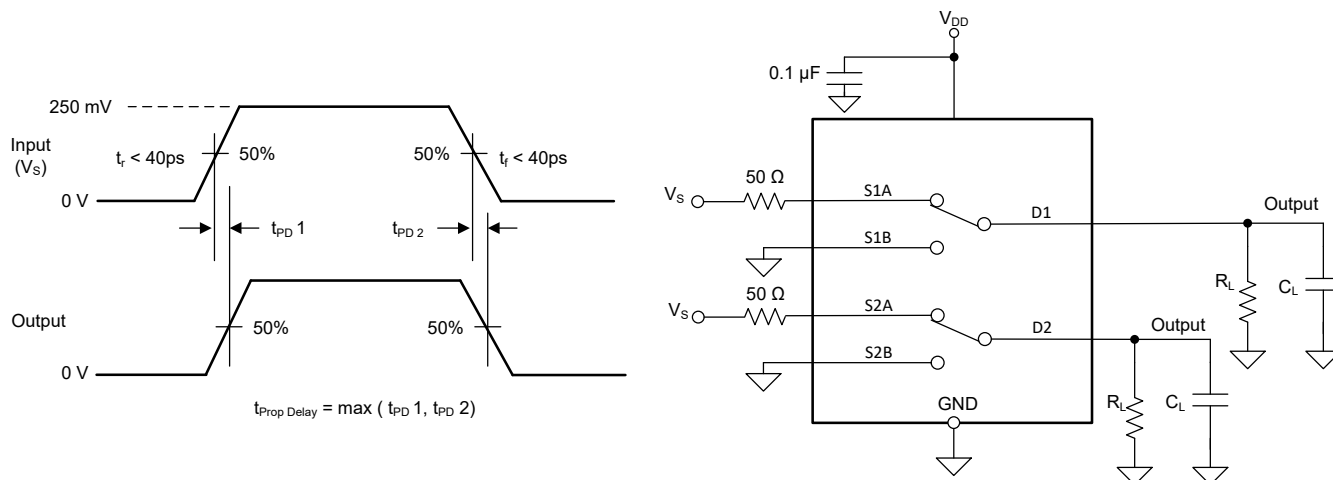 250 mV
Input
(VS)
tr < 40ps
50%
50%
tf < 40ps
0 V
tPD 1
tPD 2
Output
50%
50%
0 V
tProp Delay = max ( tPD 1, tPD 2)
VDD
0.1 µF
VS
50 Ω
S1A
D1
Output
S1B
RL
CL
VS
50 Ω
S2A
D2
Output
S2B
RL
CL
GND